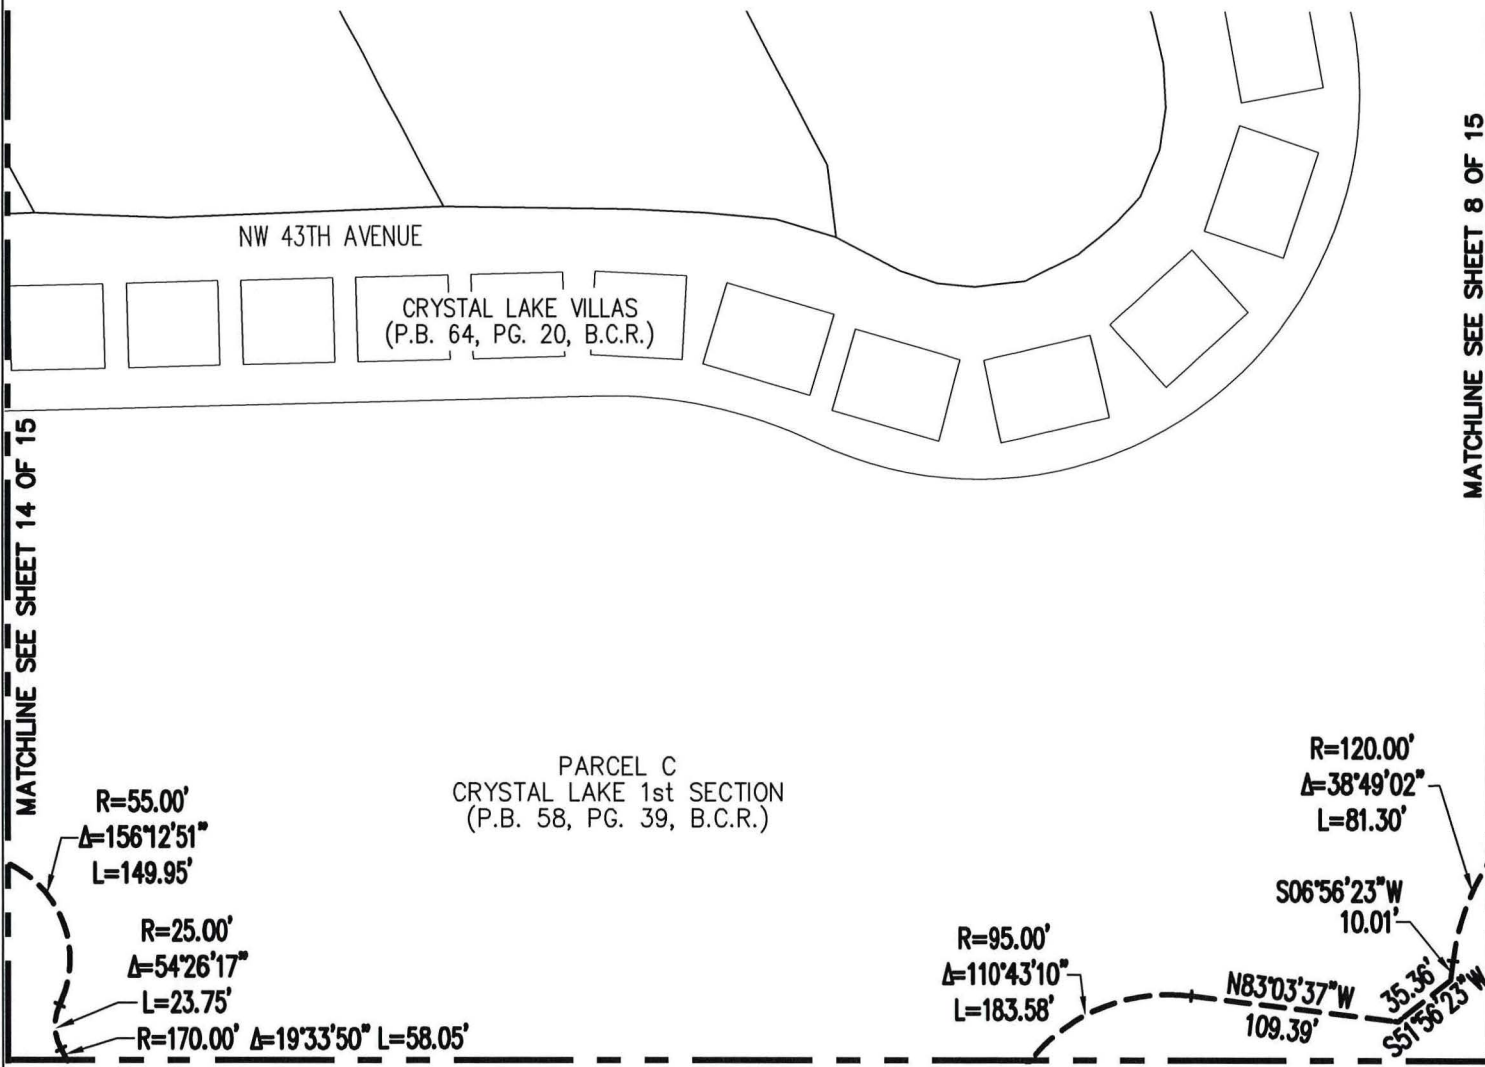 NW 43TH AVENUE
CRYSTAL LAKE VILLAS
(P.B. 64, PG. 20, B.C.R.)
MATCHLINE SEE SHEET 8 OF 15
MATCHLINE SEE SHEET 14 OF 15
PARCEL C
CRYSTAL LAKE 1st SECTION
(P.B. 58, PG. 39, B.C.R.)
R=55.00'
Δ=156°12'51"
L=149.95'
R=25.00'
Δ=54°26'17"
L=23.75'
R=170.00' Δ=19°33'50" L=58.05'
R=120.00'
Δ=38°49'02"
L=81.30'
S06°56'23"W
10.01'
R=95.00'
Δ=110°43'10"
L=183.58'
N83°03'37"W
109.39'
35.36'
S51°56'23"W